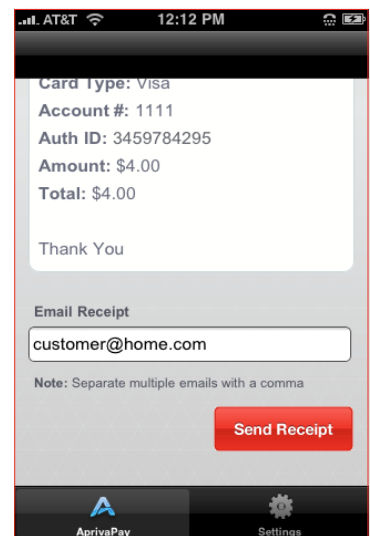 AT&T 12:12 PM
Card Type: Visa
Account #: 1111
Auth ID: 3459784295
Amount: $4.00
Total: $4.00
Thank You
Email Receipt
customer@home.com
Note: Separate multiple emails with a comma
Send Receipt
AprivaPay Settings